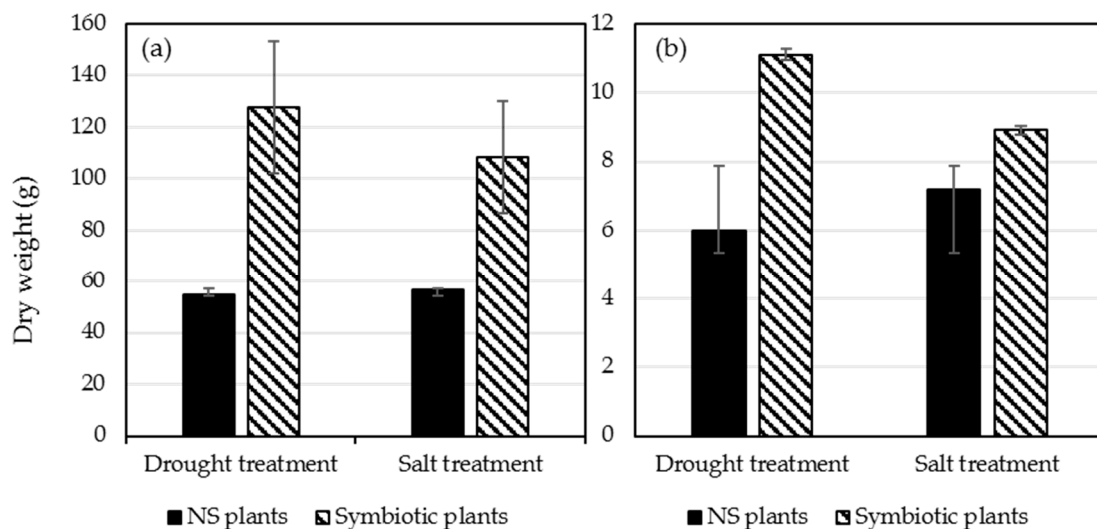 Dry weight (g)
160
140
120
100
80
60
40
20
0
(a)
Drought treatment Salt treatment
NS plants Symbiotic plants
12
10
8
6
4
2
0
(b)
Drought treatment Salt treatment
NS plants Symbiotic plants